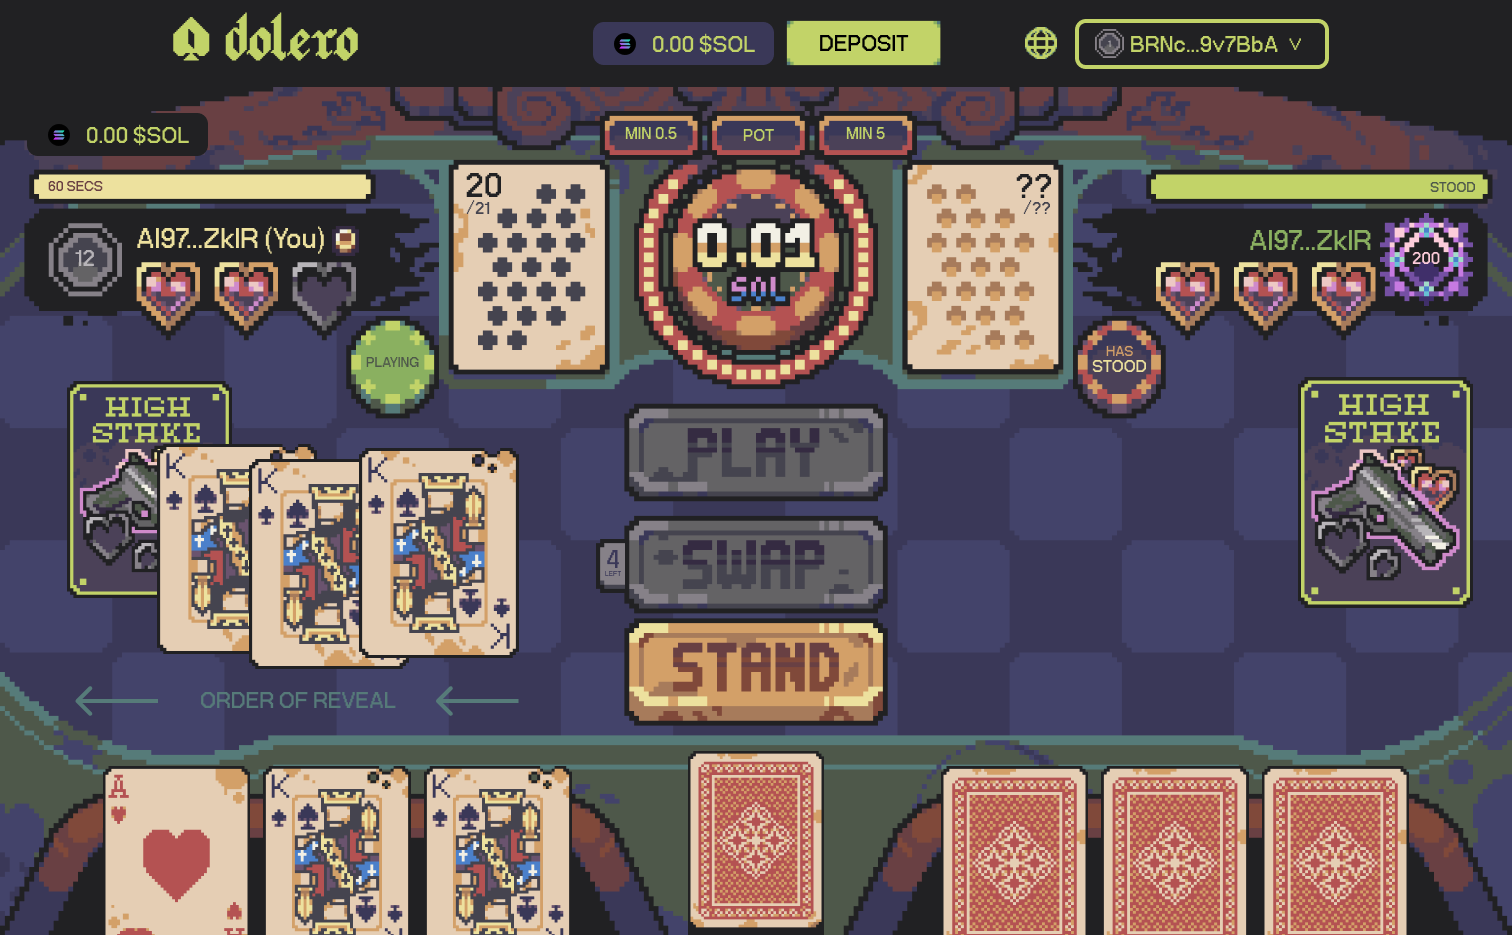 dolero
0.00 $SOL
DEPOSIT
BRNc...9v7BbA
0.00 $SOL
MIN 0.5
POT
MIN 5
60 SECS
STOOD
20
/21
??
/??
12
AI97...ZkIR (You)
0.01
SOL
AI97...ZkIR
200
PLAYING
HAS
STOOD
HIGH
STAKE
HIGH
STAKE
PLAY
K
K
K
K
4
LEFT
SWAP
STAND
ORDER OF REVEAL
A
K
K
A
K
K